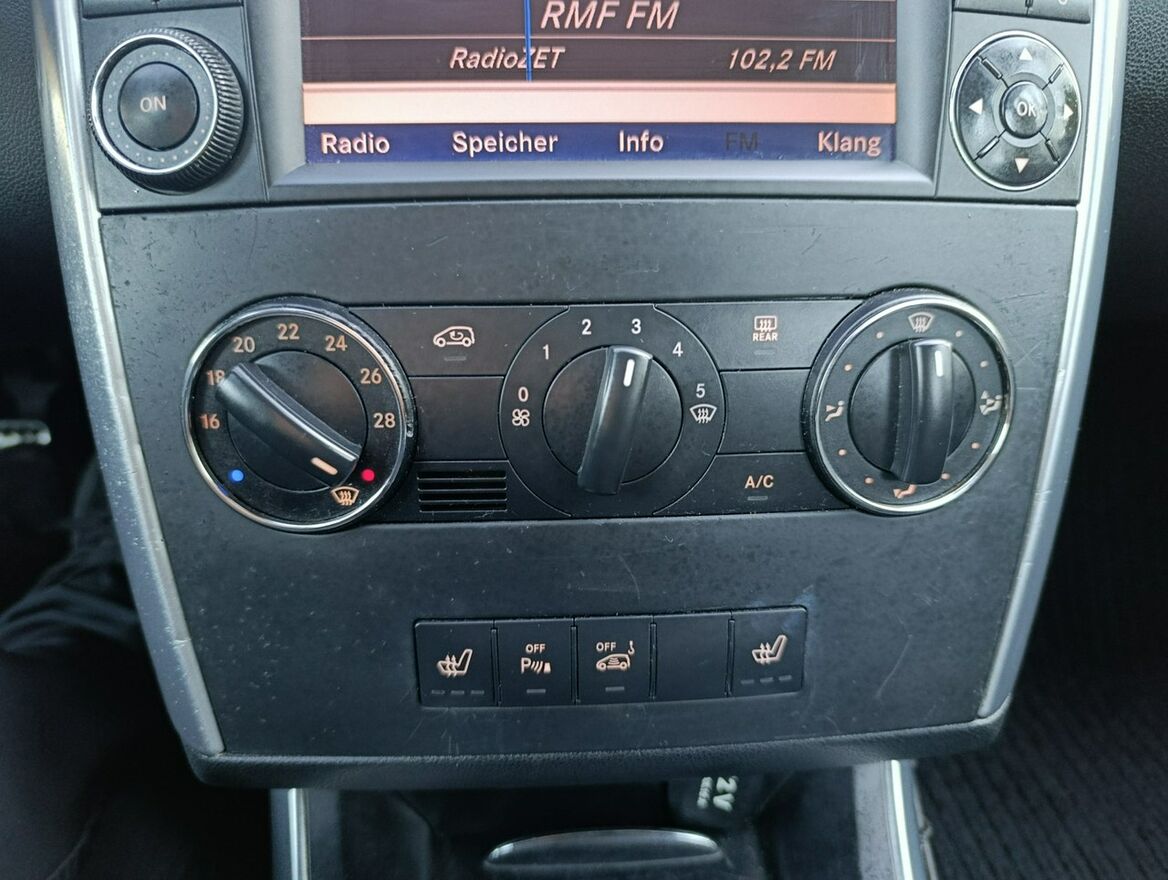 RMF FM
RadioZET 102,2 FM
Radio Speicher Info FM Klang
ON
OK
16 18 20 22 24 26 28
0 1 2 3 4 5
REAR
A/C
OFF
P
OFF